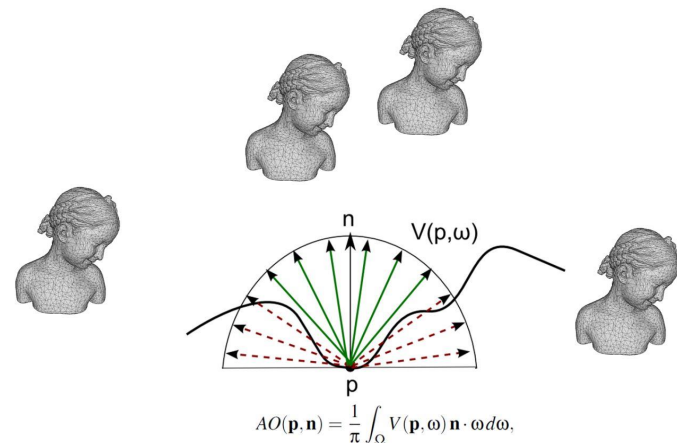 n
V(p,ω)
p
AO(p,n) = 1/π ∫_Ω V(p,ω) n · ω dω,